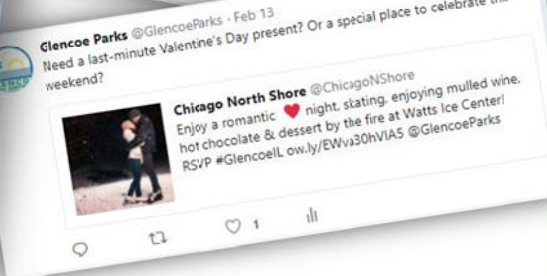 Glencoe Parks @GlencoeParks · Feb 13
Need a last-minute Valentine's Day present? Or a special place to celebrate
weekend?
Chicago North Shore @ChicagoNShore
Enjoy a romantic ❤ night, skating, enjoying mulled wine,
hot chocolate & dessert by the fire at Watts Ice Center!
RSVP #GlencoeIL ow.ly/EWva30hVIA5 @GlencoeParks
1